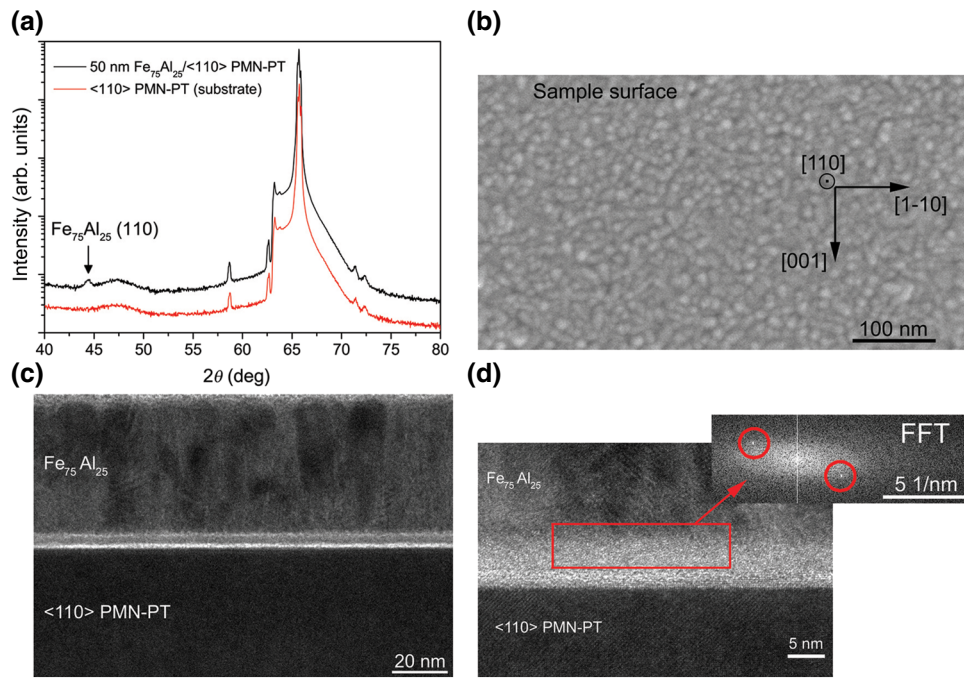 (a)
50 nm Fe₇₅Al₂₅/<110> PMN-PT
<110> PMN-PT (substrate)
Fe₇₅Al₂₅ (110)
Intensity (arb. units)
40 45 50 55 60 65 70 75 80
2θ (deg)
(b)
Sample surface
[110]
[1-10]
[001]
100 nm
(c)
Fe₇₅Al₂₅
<110> PMN-PT
20 nm
(d)
FFT
5 1/nm
Fe₇₅Al₂₅
<110> PMN-PT
5 nm